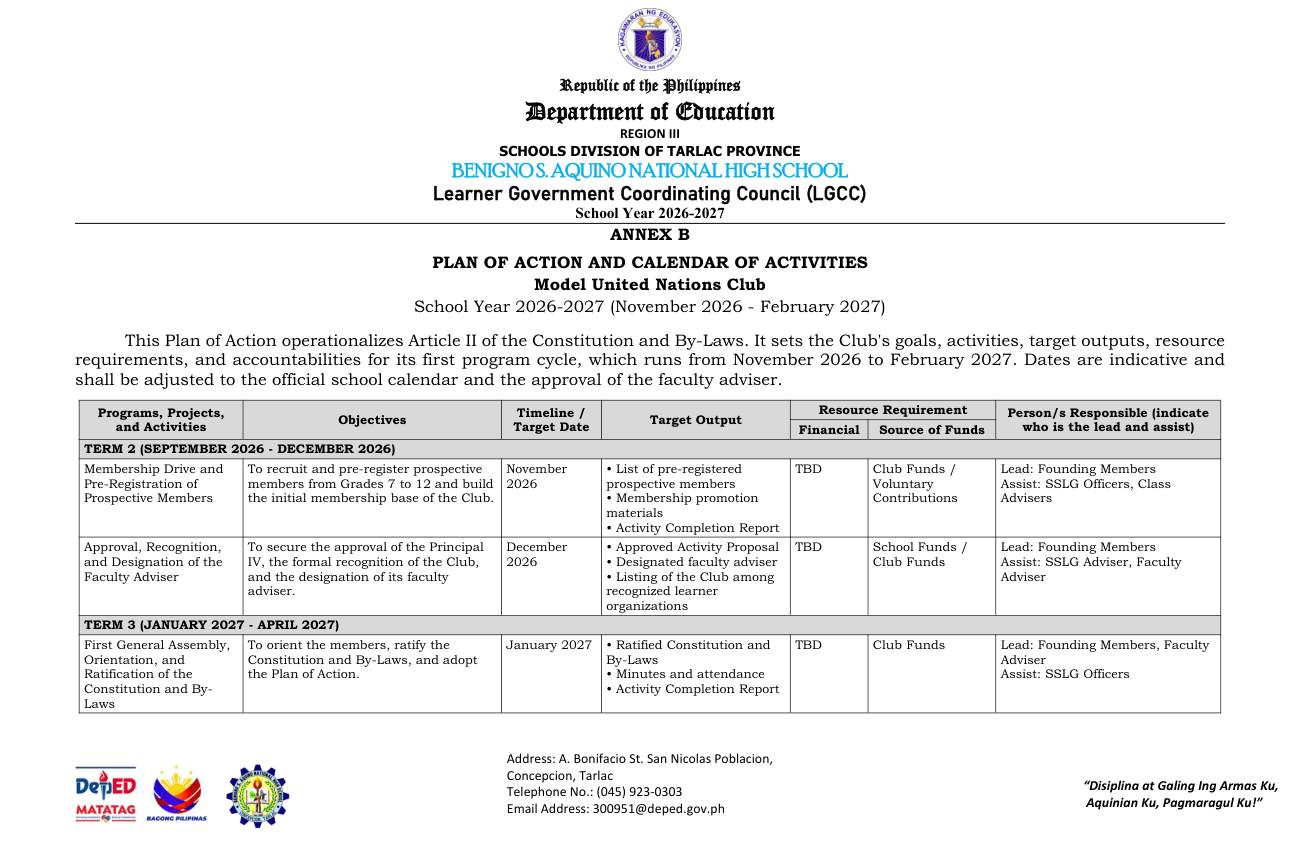 KAGAWARAN NG EDUKASYON
REPUBLIKA NG PILIPINAS
Republic of the Philippines
Department of Education
REGION III
SCHOOLS DIVISION OF TARLAC PROVINCE
BENIGNO S. AQUINO NATIONAL HIGH SCHOOL
Learner Government Coordinating Council (LGCC)
School Year 2026-2027
ANNEX B
PLAN OF ACTION AND CALENDAR OF ACTIVITIES
Model United Nations Club
School Year 2026-2027 (November 2026 - February 2027)
This Plan of Action operationalizes Article II of the Constitution and By-Laws. It sets the Club's goals, activities, target outputs, resource
requirements, and accountabilities for its first program cycle, which runs from November 2026 to February 2027. Dates are indicative and
shall be adjusted to the official school calendar and the approval of the faculty adviser.
Programs, Projects,
and Activities
Objectives
Timeline /
Target Date
Target Output
Resource Requirement
Financial
Source of Funds
Person/s Responsible (indicate
who is the lead and assist)
TERM 2 (SEPTEMBER 2026 - DECEMBER 2026)
Membership Drive and
Pre-Registration of
Prospective Members
To recruit and pre-register prospective
members from Grades 7 to 12 and build
the initial membership base of the Club.
November
2026
• List of pre-registered
prospective members
• Membership promotion
materials
• Activity Completion Report
TBD
Club Funds /
Voluntary
Contributions
Lead: Founding Members
Assist: SSLG Officers, Class
Advisers
Approval, Recognition,
and Designation of the
Faculty Adviser
To secure the approval of the Principal
IV, the formal recognition of the Club,
and the designation of its faculty
adviser.
December
2026
• Approved Activity Proposal
• Designated faculty adviser
• Listing of the Club among
recognized learner
organizations
TBD
School Funds /
Club Funds
Lead: Founding Members
Assist: SSLG Adviser, Faculty
Adviser
TERM 3 (JANUARY 2027 - APRIL 2027)
First General Assembly,
Orientation, and
Ratification of the
Constitution and By-
Laws
To orient the members, ratify the
Constitution and By-Laws, and adopt
the Plan of Action.
January 2027
• Ratified Constitution and
By-Laws
• Minutes and attendance
• Activity Completion Report
TBD
Club Funds
Lead: Founding Members, Faculty
Adviser
Assist: SSLG Officers
DepED
MATATAG
BAGONG PILIPINAS
Address: A. Bonifacio St. San Nicolas Poblacion,
Concepcion, Tarlac
Telephone No.: (045) 923-0303
Email Address: 300951@deped.gov.ph
“Disiplina at Galing Ing Armas Ku,
Aquinian Ku, Pagmaragul Ku!”